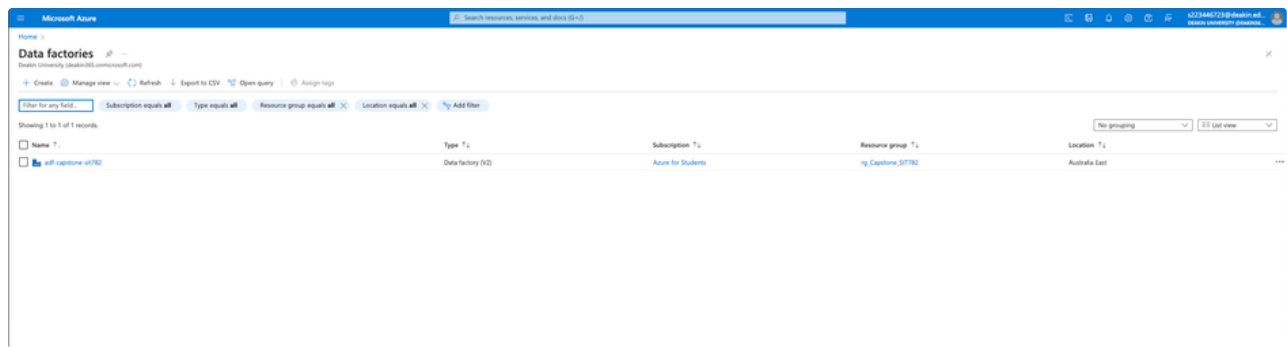 Microsoft Azure
Search resources, services, and docs (G+/)
s223446723@deakin.ed...
DEAKIN UNIVERSITY
Home >
Data factories
Deakin University (deakin365.onmicrosoft.com)
+ Create Manage view Refresh Export to CSV Open query Assign tags
Filter for any field... Subscription equals all Type equals all Resource group equals all Location equals all Add filter
Showing 1 to 1 of 1 records.
No grouping List view
Name Type Subscription Resource group Location
adf-capstone-sit782 Data factory (V2) Azure for Students rg_Capstone_SIT782 Australia East